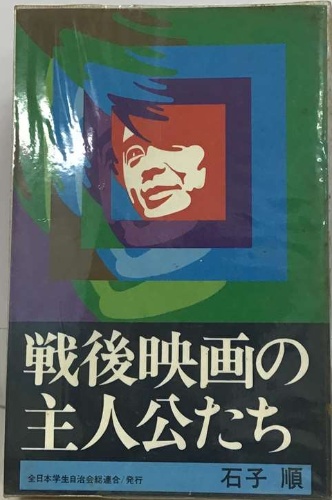 戦後映画の
主人公たち
全日本学生自治会総連合/発行
石子 順